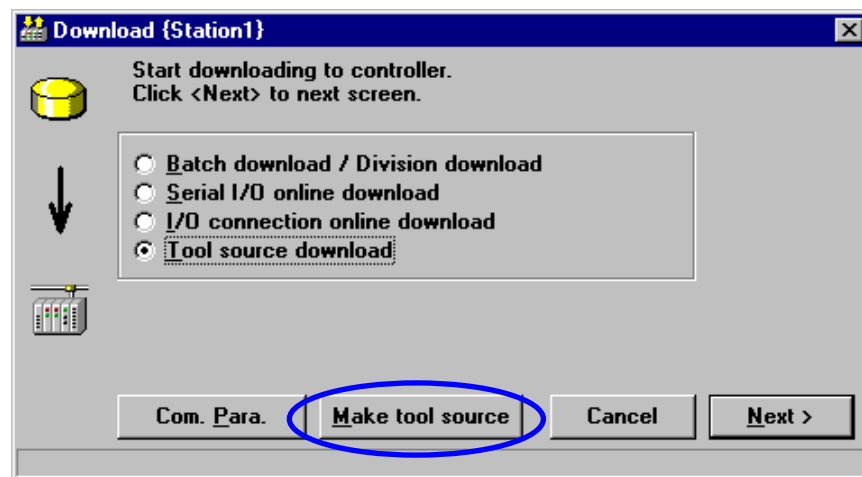 Download {Station1}
Start downloading to controller.
Click <Next> to next screen.
Batch download / Division download
Serial I/O online download
I/O connection online download
Tool source download
Com. Para.
Make tool source
Cancel
Next >